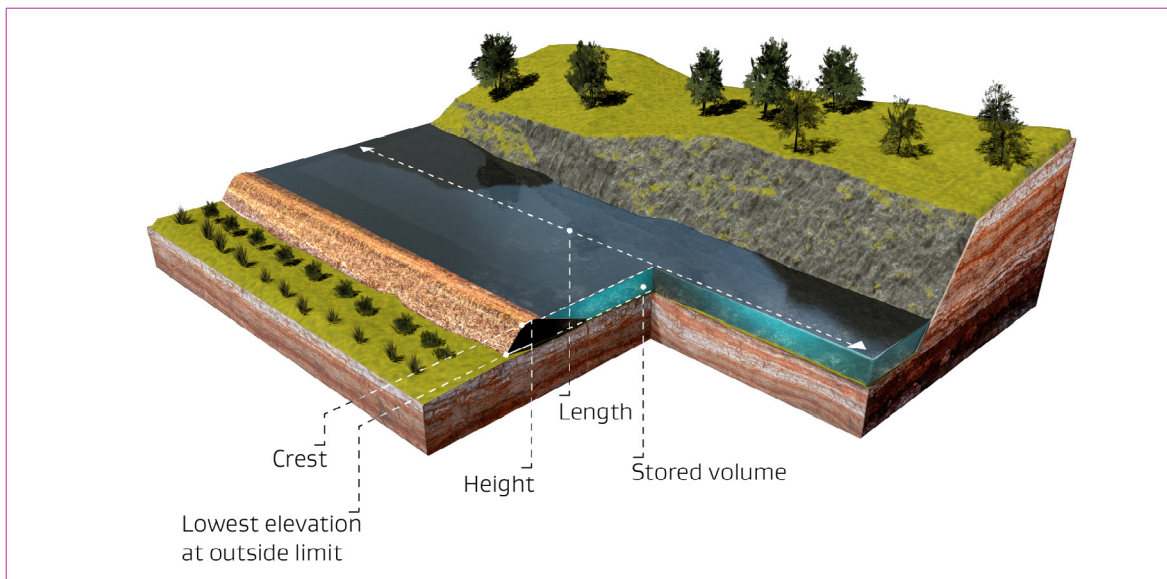 Length
Crest
Height
Stored volume
Lowest elevation
at outside limit